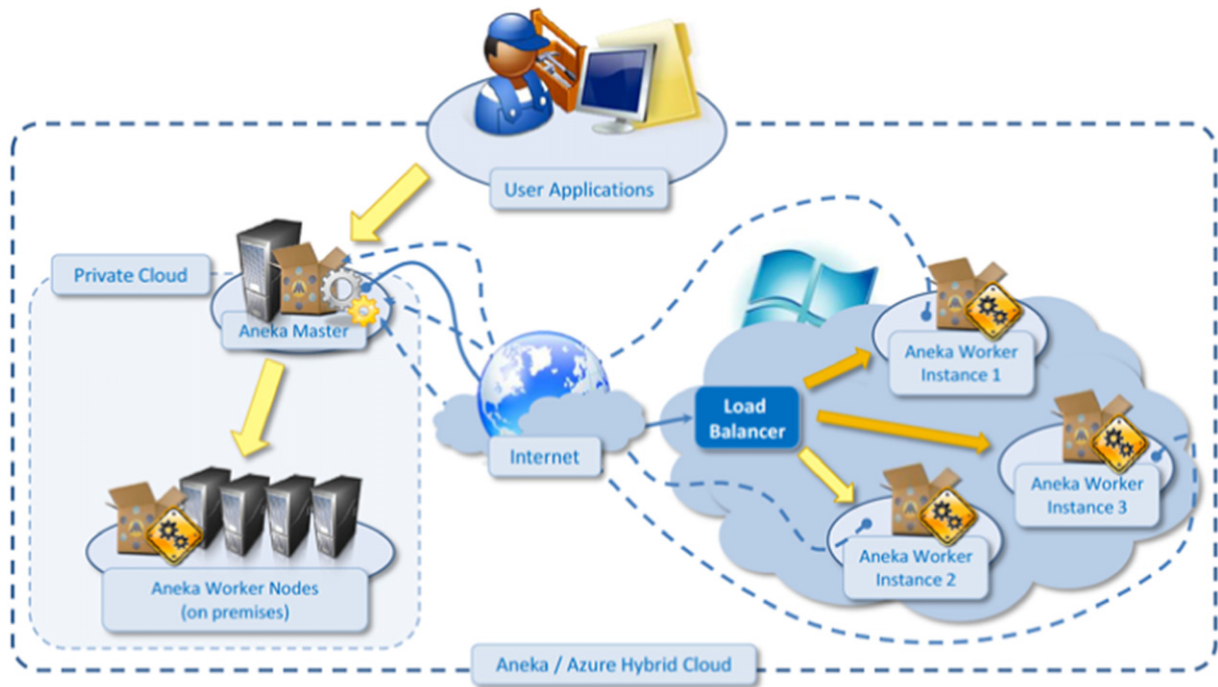 User Applications
Private Cloud
Aneka Master
Aneka Worker
Instance 1
Load
Balancer
Internet
Aneka Worker
Instance 3
Aneka Worker
Instance 2
Aneka Worker Nodes
(on premises)
Aneka / Azure Hybrid Cloud